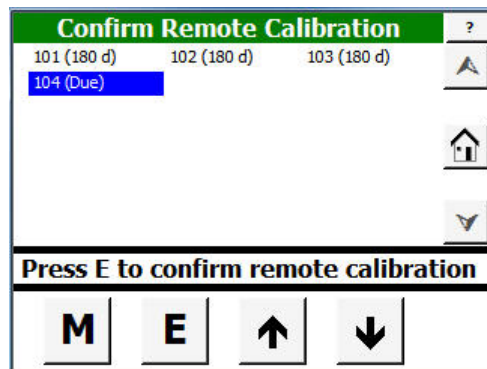 Confirm Remote Calibration ?
101 (180 d) 102 (180 d) 103 (180 d)
104 (Due)
Press E to confirm remote calibration
M E